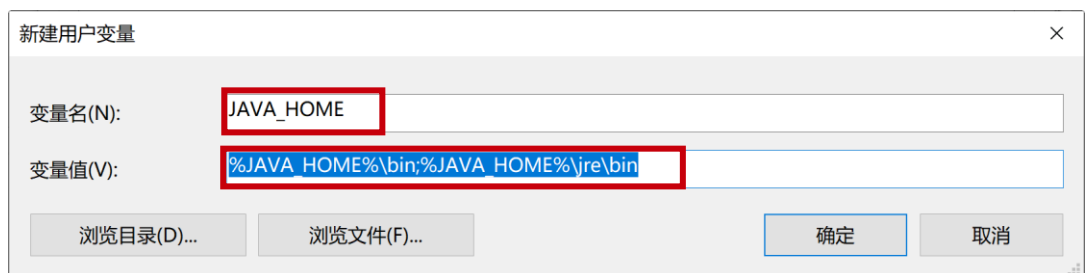 新建用户变量
变量名(N): JAVA_HOME
变量值(V): %JAVA_HOME%\bin;%JAVA_HOME%\jre\bin
浏览目录(D)... 浏览文件(F)... 确定 取消